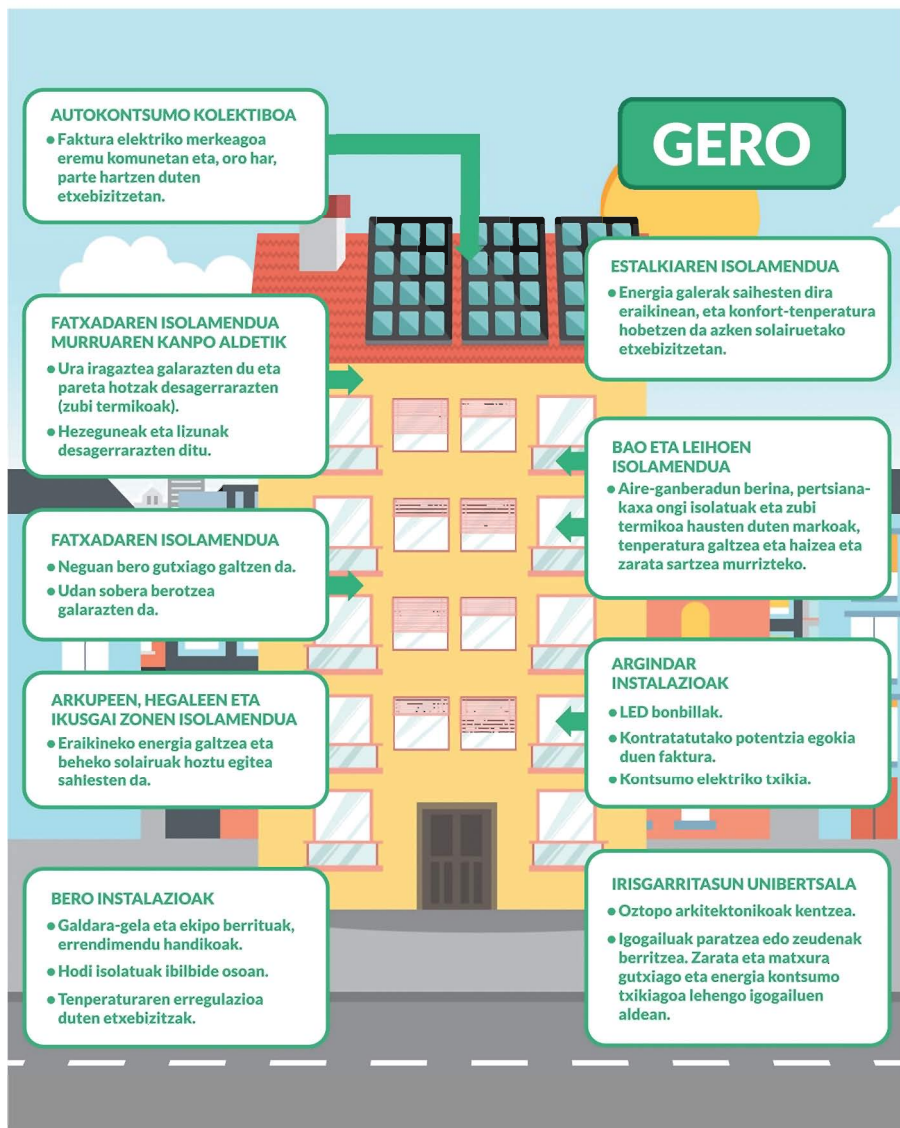 AUTOKONTSUMO KOLEKTIBOA
• Faktura elektriko merkeagoa
eremu komunetan eta, oro har,
parte hartzen duten
etxebizitzetan.
GERO
ESTALKIAREN ISOLAMENDUA
• Energia galerak saihesten dira
eraikinean, eta konfort-tenperatura
hobetzen da azken solairuetako
etxebizitzetan.
FATXADAREN ISOLAMENDUA
MURRUAREN KANPO ALDETIK
• Ura iragaztea galarazten du eta
pareta hotzak desagerrarazten
(zubi termikoak).
• Hezeguneak eta lizunak
desagerrarazten ditu.
BAO ETA LEIHOEN
ISOLAMENDUA
• Aire-ganberadun berina, pertsiana-
kaxa ongi isolatuak eta zubi
termikoa hausten duten markoak,
tenperatura galtzea eta haizea eta
zarata sartzea murrizteko.
FATXADAREN ISOLAMENDUA
• Neguan bero gutxiago galtzen da.
• Udan sobera berotzea
galarazten da.
ARGINDAR
INSTALAZIOAK
• LED bonbillak.
• Kontratatutako potentzia egokia
duen faktura.
• Kontsumo elektriko txikia.
ARKUPEEN, HEGALEEN ETA
IKUSGAI ZONEN ISOLAMENDUA
• Eraikineko energia galtzea eta
beheko solairuak hoztu egitea
sahlesten da.
BERO INSTALAZIOAK
• Galdara-gela eta ekipo berrituak,
errendimendu handikoak.
• Hodi isolatuak ibilbide osoan.
• Tenperaturaren erregulazioa
duten etxebizitzak.
IRISGARRITASUN UNIBERTSALA
• Oztopo arkitektonikoak kentzea.
• Igogailuak paratzea edo zeudenak
berritzea. Zarata eta matxura
gutxiago eta energia kontsumo
txikiagoa lehengo igogailuen
aldean.